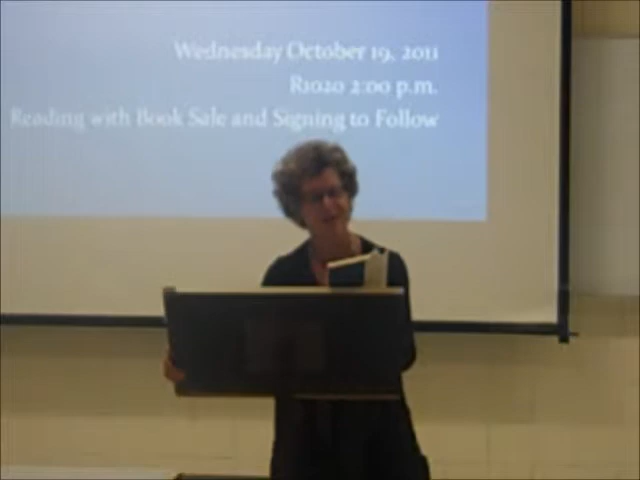 Wednesday October 19, 2011
R1020 2:00 p.m.
Reading with Book Sale and Signing to Follow